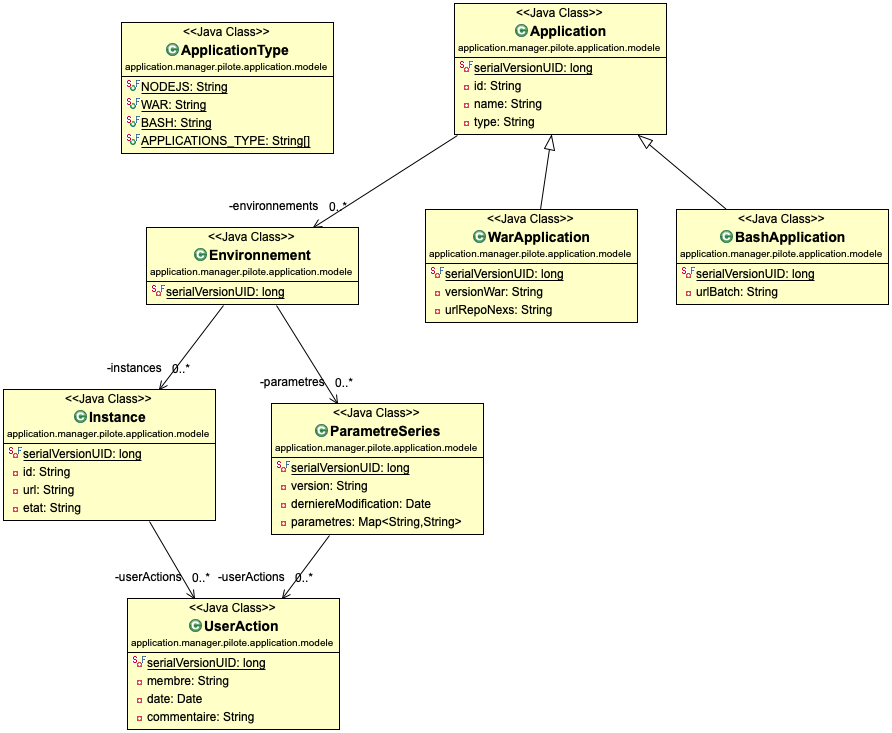 <<Java Class>>
ApplicationType
application.manager.pilote.application.modele
NODEJS: String
WAR: String
BASH: String
APPLICATIONS_TYPE: String[]
<<Java Class>>
Application
application.manager.pilote.application.modele
serialVersionUID: long
id: String
name: String
type: String
-environnements 0..*
<<Java Class>>
Environnement
application.manager.pilote.application.modele
serialVersionUID: long
<<Java Class>>
WarApplication
application.manager.pilote.application.modele
serialVersionUID: long
versionWar: String
urlRepoNexs: String
<<Java Class>>
BashApplication
application.manager.pilote.application.modele
serialVersionUID: long
urlBatch: String
-instances 0..*
-parametres 0..*
<<Java Class>>
Instance
application.manager.pilote.application.modele
serialVersionUID: long
id: String
url: String
etat: String
<<Java Class>>
ParametreSeries
application.manager.pilote.application.modele
serialVersionUID: long
version: String
derniereModification: Date
parametres: Map<String,String>
-userActions 0..*
-userActions 0..*
<<Java Class>>
UserAction
application.manager.pilote.application.modele
serialVersionUID: long
membre: String
date: Date
commentaire: String